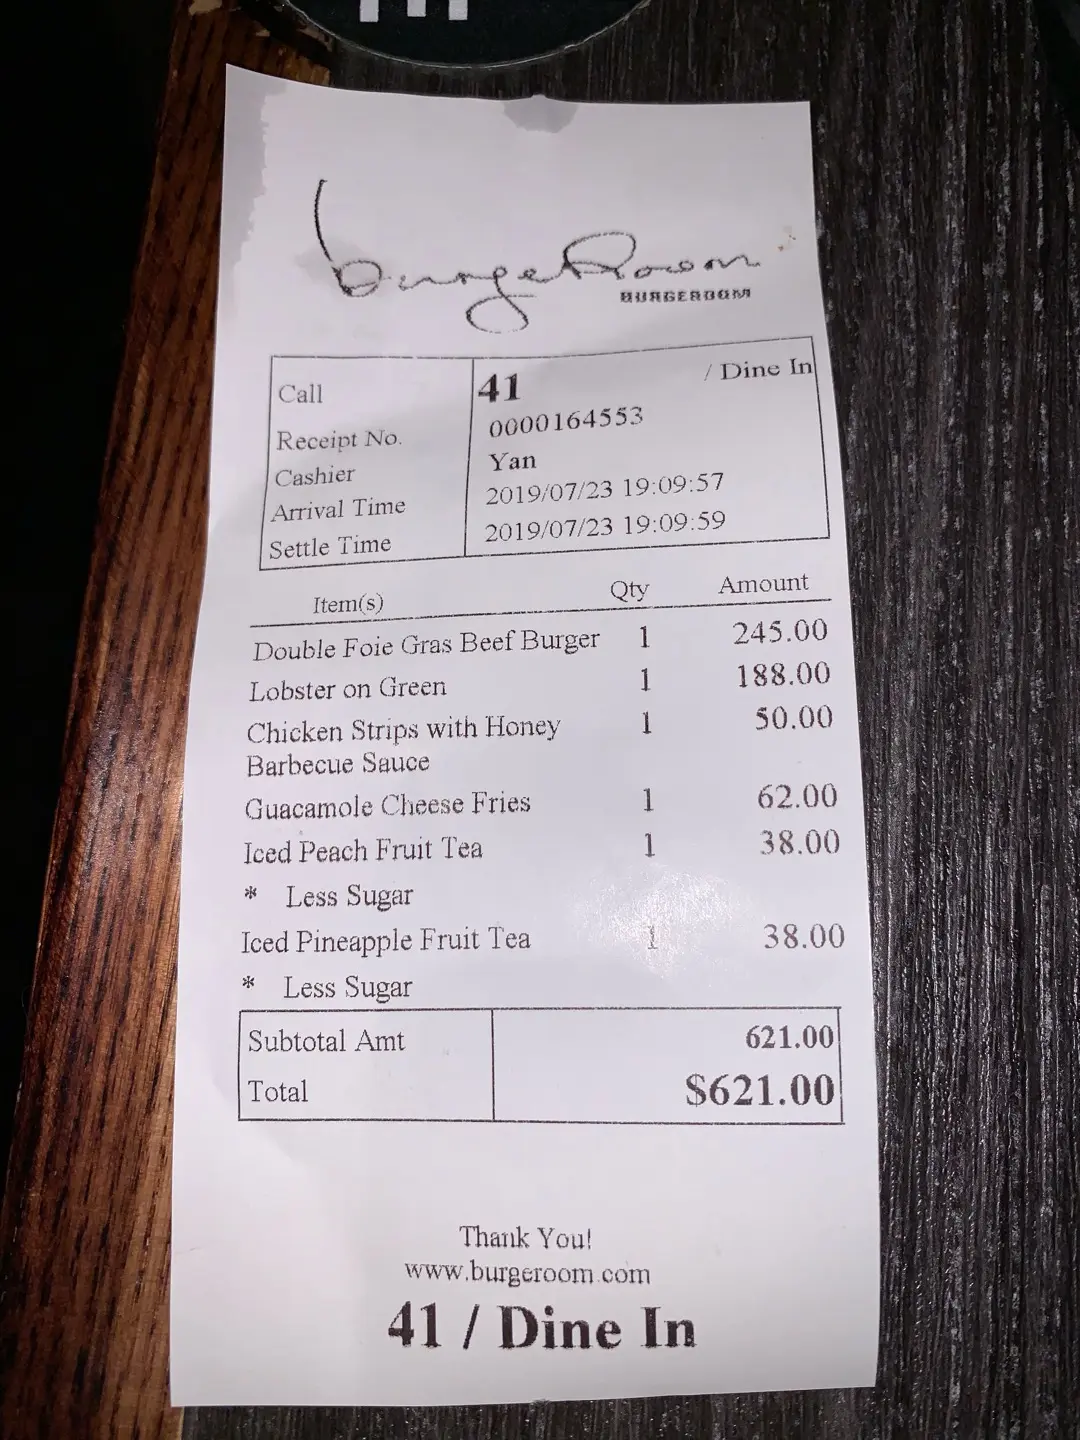 burgeRoom
BURGEROOM
Call 41 / Dine In
Receipt No. 0000164553
Cashier Yan
Arrival Time 2019/07/23 19:09:57
Settle Time 2019/07/23 19:09:59
Item(s) Qty Amount
Double Foie Gras Beef Burger 1 245.00
Lobster on Green 1 188.00
Chicken Strips with Honey 1 50.00
Barbecue Sauce
Guacamole Cheese Fries 1 62.00
Iced Peach Fruit Tea 1 38.00
* Less Sugar
Iced Pineapple Fruit Tea 1 38.00
* Less Sugar
Subtotal Amt 621.00
Total $621.00
Thank You!
www.burgeroom.com
41 / Dine In